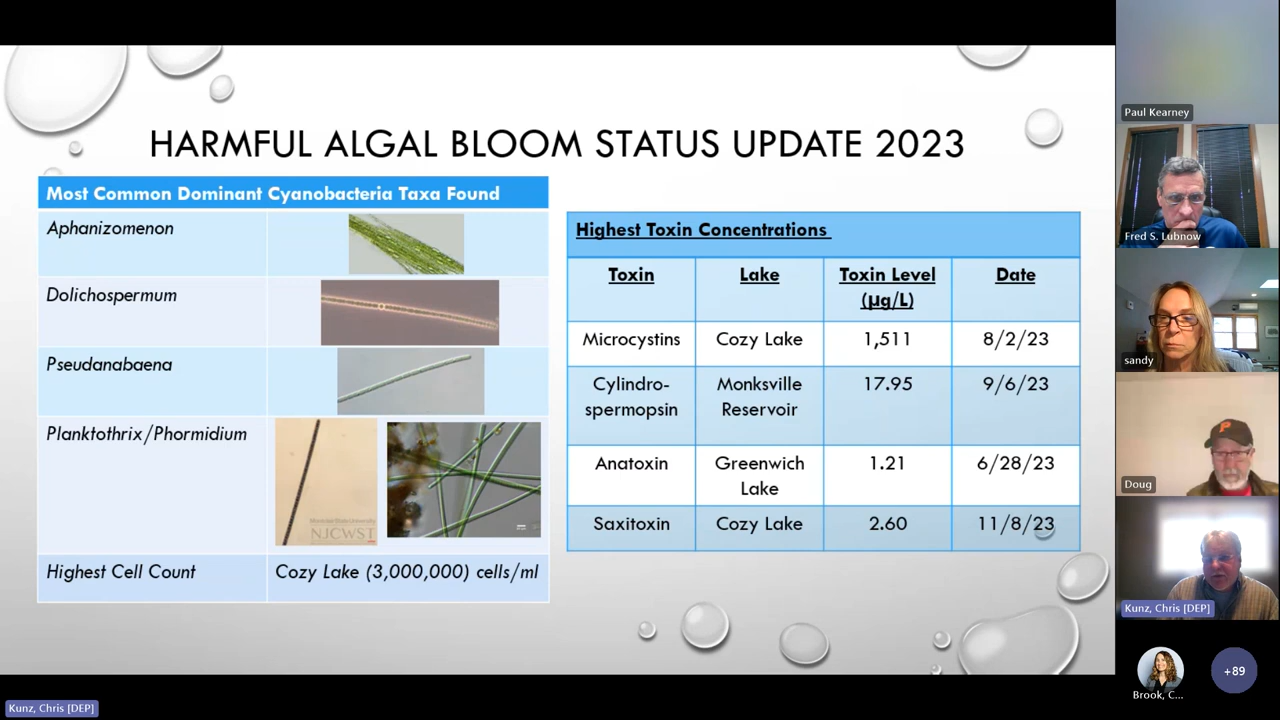 HARMFUL ALGAL BLOOM STATUS UPDATE 2023
Most Common Dominant Cyanobacteria Taxa Found
Aphanizomenon
Dolichospermum
Pseudanabaena
Planktothrix/Phormidium
Montclair State University
NJCWST
Highest Cell Count
Cozy Lake (3,000,000) cells/ml
Highest Toxin Concentrations
Toxin
Lake
Toxin Level
(µg/L)
Date
Microcystins
Cozy Lake
1,511
8/2/23
Cylindro-
spermopsin
Monksville
Reservoir
17.95
9/6/23
Anatoxin
Greenwich
Lake
1.21
6/28/23
Saxitoxin
Cozy Lake
2.60
11/8/23
Paul Kearney
Fred S. Lubnow
sandy
Doug
Kunz, Chris [DEP]
Brook, C...
+89
Kunz, Chris [DEP]